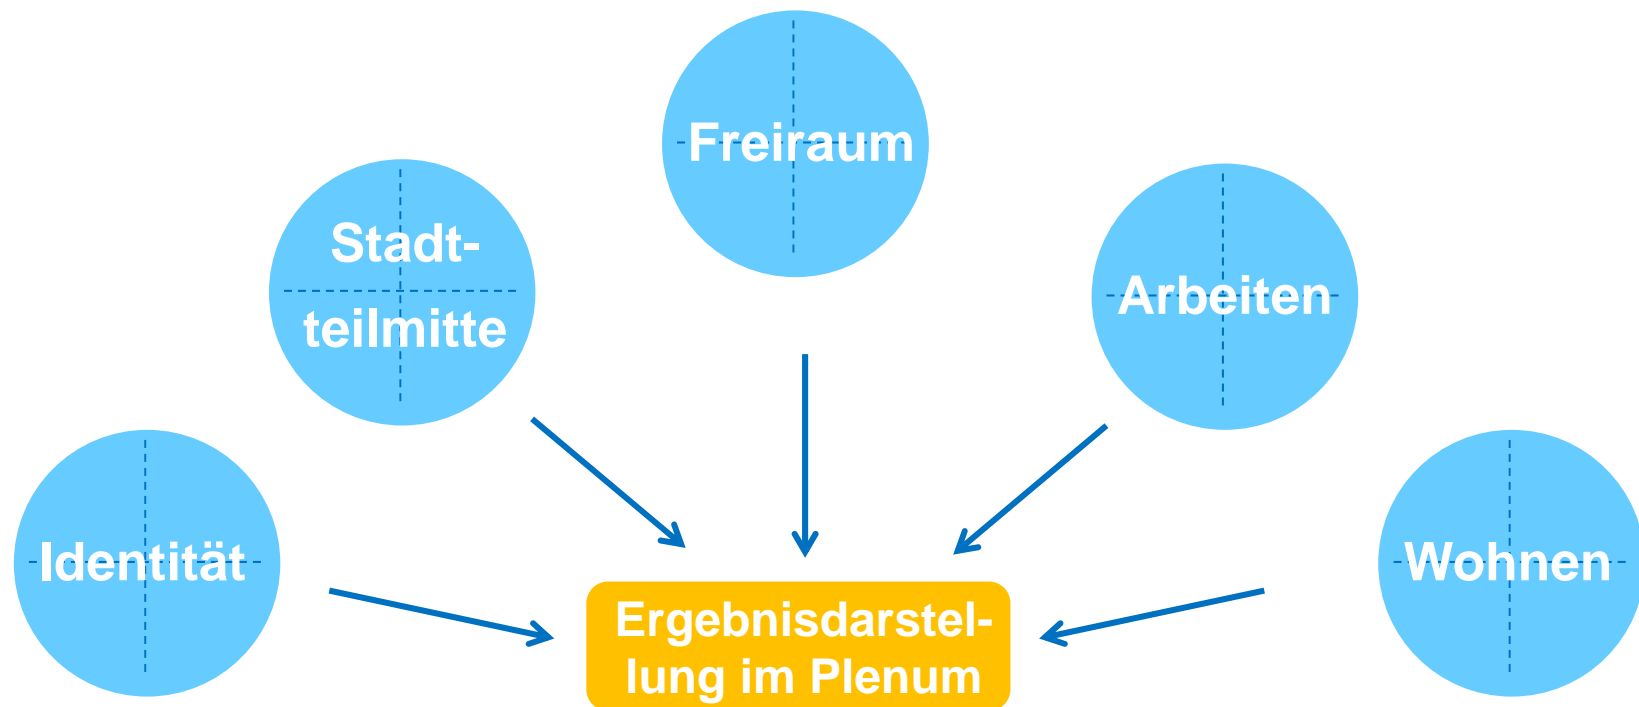 Freiraum
Stadt-
teilmitte
Arbeiten
Identität
Wohnen
Ergebnisdarstel-
lung im Plenum